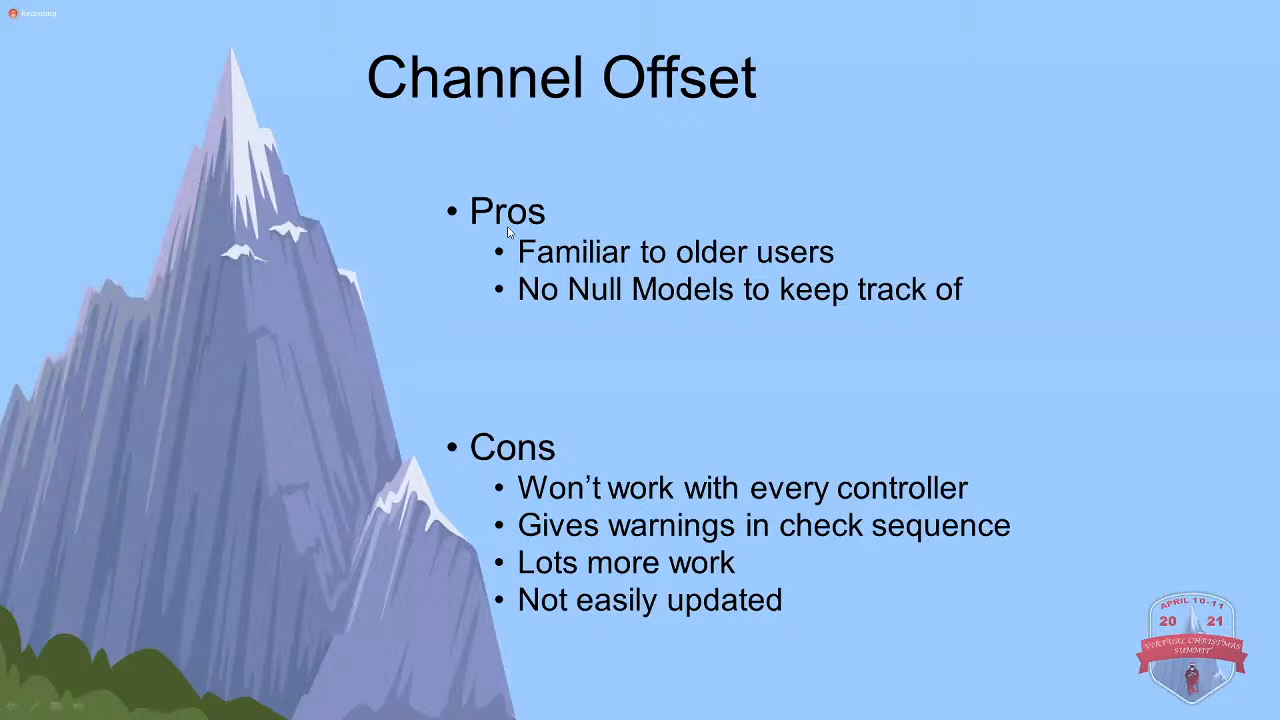 Recording
Channel Offset
• Pros
• Familiar to older users
• No Null Models to keep track of
• Cons
• Won’t work with every controller
• Gives warnings in check sequence
• Lots more work
• Not easily updated
APRIL 10-11
20 21
VIRTUAL CHRISTMAS
SUMMIT